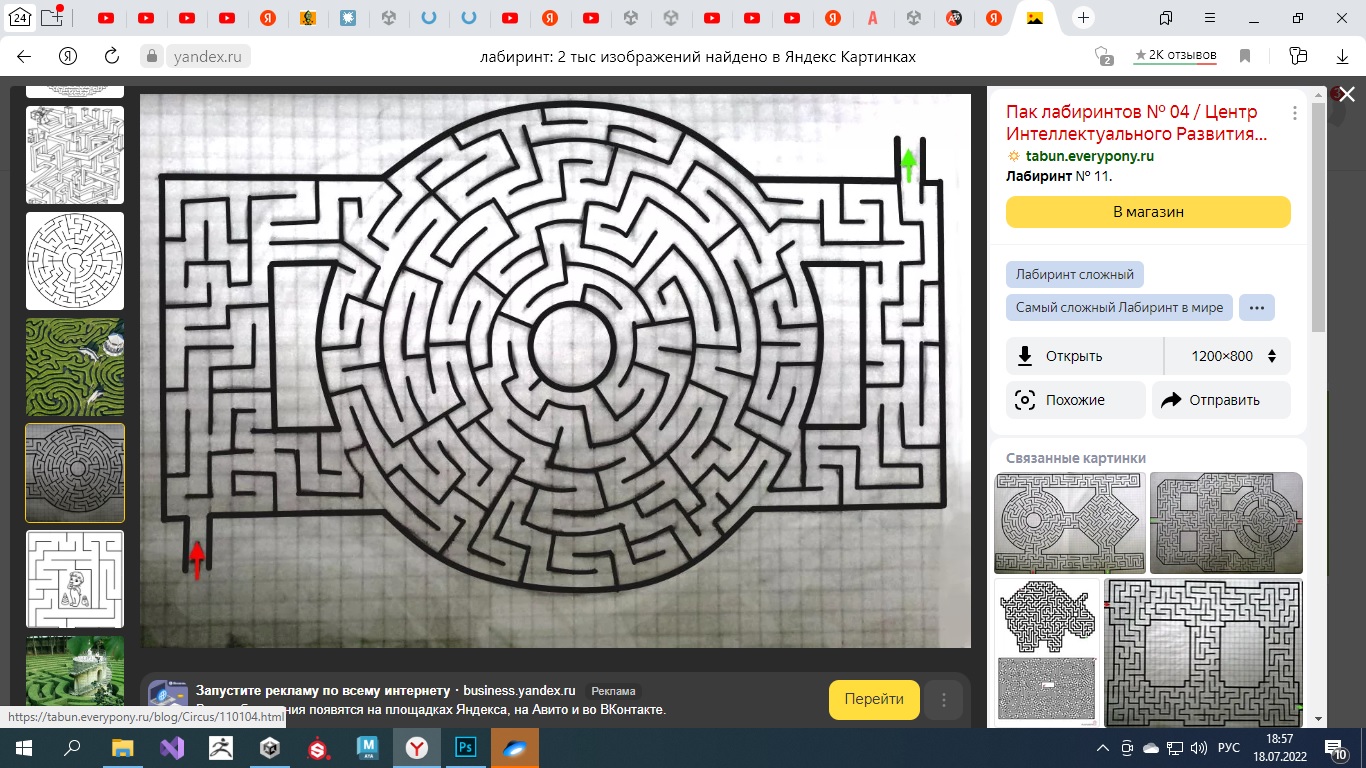 24
yandex.ru
лабиринт: 2 тыс изображений найдено в Яндекс Картинках
2
★ 2K отзывов
Пак лабиринтов № 04 / Центр
Интеллектуального Развития...
tabun.everypony.ru
Лабиринт № 11.
В магазин
Лабиринт сложный
Самый сложный Лабиринт в мире
Открыть
1200×800
Похожие
Отправить
Связанные картинки
Запустите рекламу по всему интернету · business.yandex.ru Реклама
ния появятся на площадках Яндекса, на Авито и во ВКонтакте.
Перейти
https://tabun.everypony.ru/blog/Circus/110104.html
РУС
18:57
18.07.2022
10